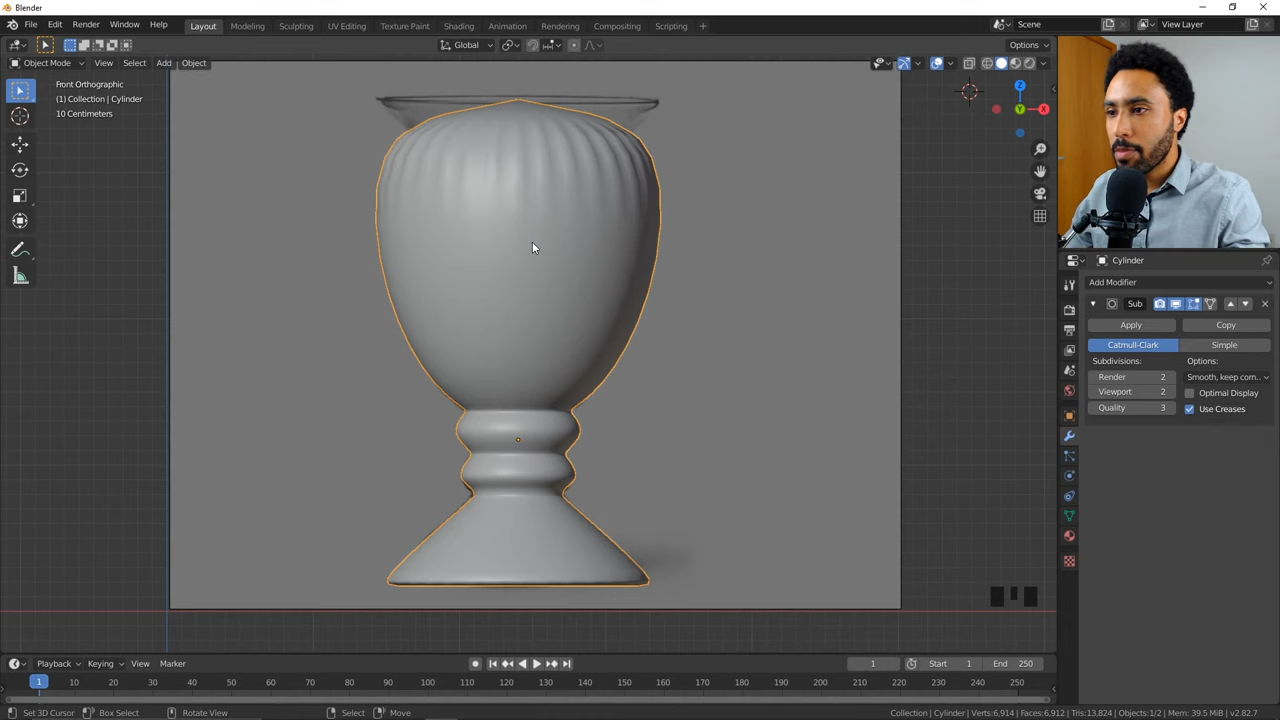 Blender
File Edit Render Window Help Layout Modeling Sculpting UV Editing Texture Paint Shading Animation Rendering Compositing Scripting + Scene View Layer
Global Options
Object Mode View Select Add Object
Front Orthographic
(1) Collection | Cylinder
10 Centimeters
Z
Y X
Cylinder
Add Modifier
Sub
Apply Copy
Catmull-Clark Simple
Subdivisions: Options:
Render 2 Smooth, keep corn..
Viewport 2 Optimal Display
Quality 3 Use Creases
Playback Keying View Marker 1 Start 1 End 250
1 10 20 30 40 50 60 70 80 90 100 110 120 130 140 150 160 170 180 190 200 210 220 230 240 250
Set 3D Cursor Box Select Rotate View Select Move Collection | Cylinder | Verts:6,914 | Faces:6,912 | Tris:13,824 | Objects:1/2 | Mem: 39.5 MiB | v2.82.7